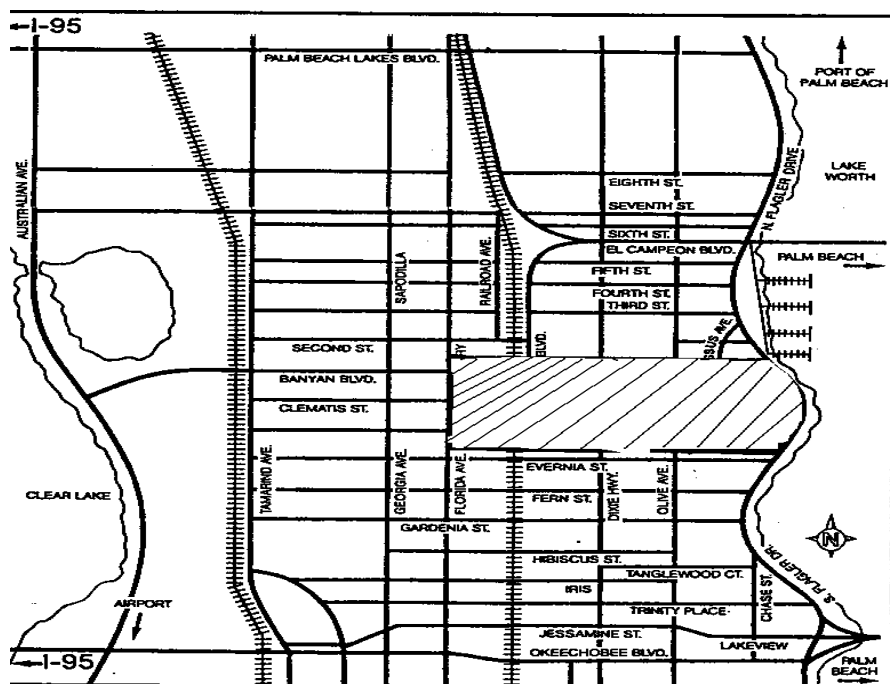 I-95
PALM BEACH LAKES BLVD.
PORT OF
PALM BEACH
AUSTRALIAN AVE.
N. FLAGLER DRIVE
LAKE
WORTH
EIGHTH ST.
SEVENTH ST.
SIXTH ST.
EL CAMPEON BLVD.
PALM BEACH
SAPODILLA
RAILROAD AVE.
FIFTH ST.
FOURTH ST.
THIRD ST.
SECOND ST.
RY
BLVD.
SSUS AVE.
BANYAN BLVD.
CLEMATIS ST.
TAMARIND AVE.
GEORGIA AVE.
FLORIDA AVE.
EVERNIA ST.
DIXIE HWY.
OLIVE AVE.
CLEAR LAKE
FERN ST.
GARDENIA ST.
N
HIBISCUS ST.
TANGLEWOOD CT.
IRIS
CHASE ST.
S. FLAGLER DR.
AIRPORT
TRINITY PLACE
JESSAMINE ST.
LAKEVIEW
OKEECHOBEE BLVD.
I-95
PALM
BEACH